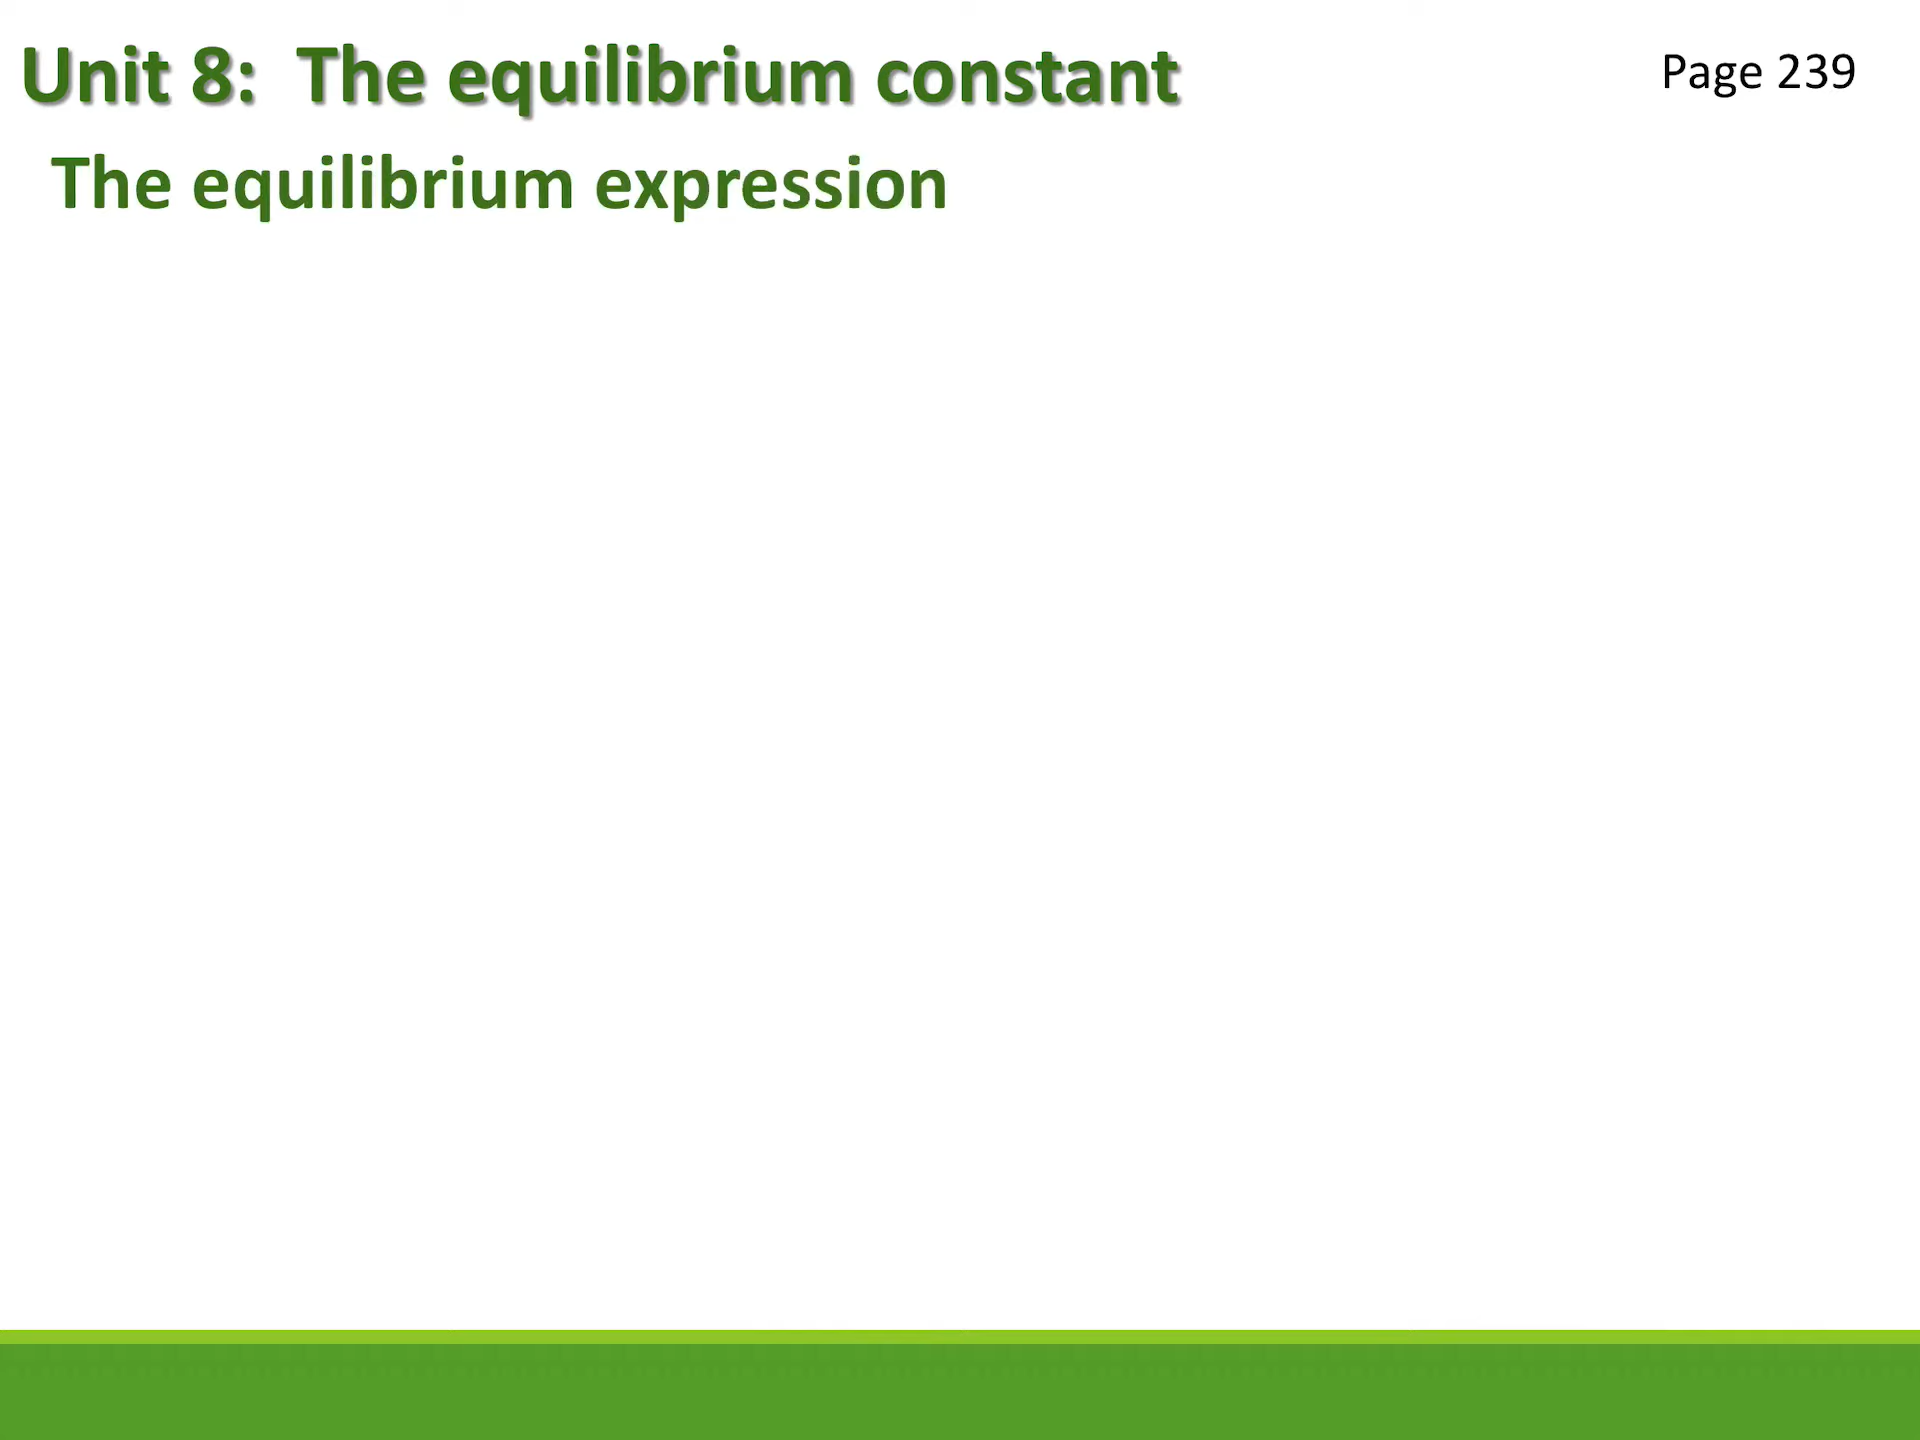 Unit 8:  The equilibrium constant
Page 239
The equilibrium expression